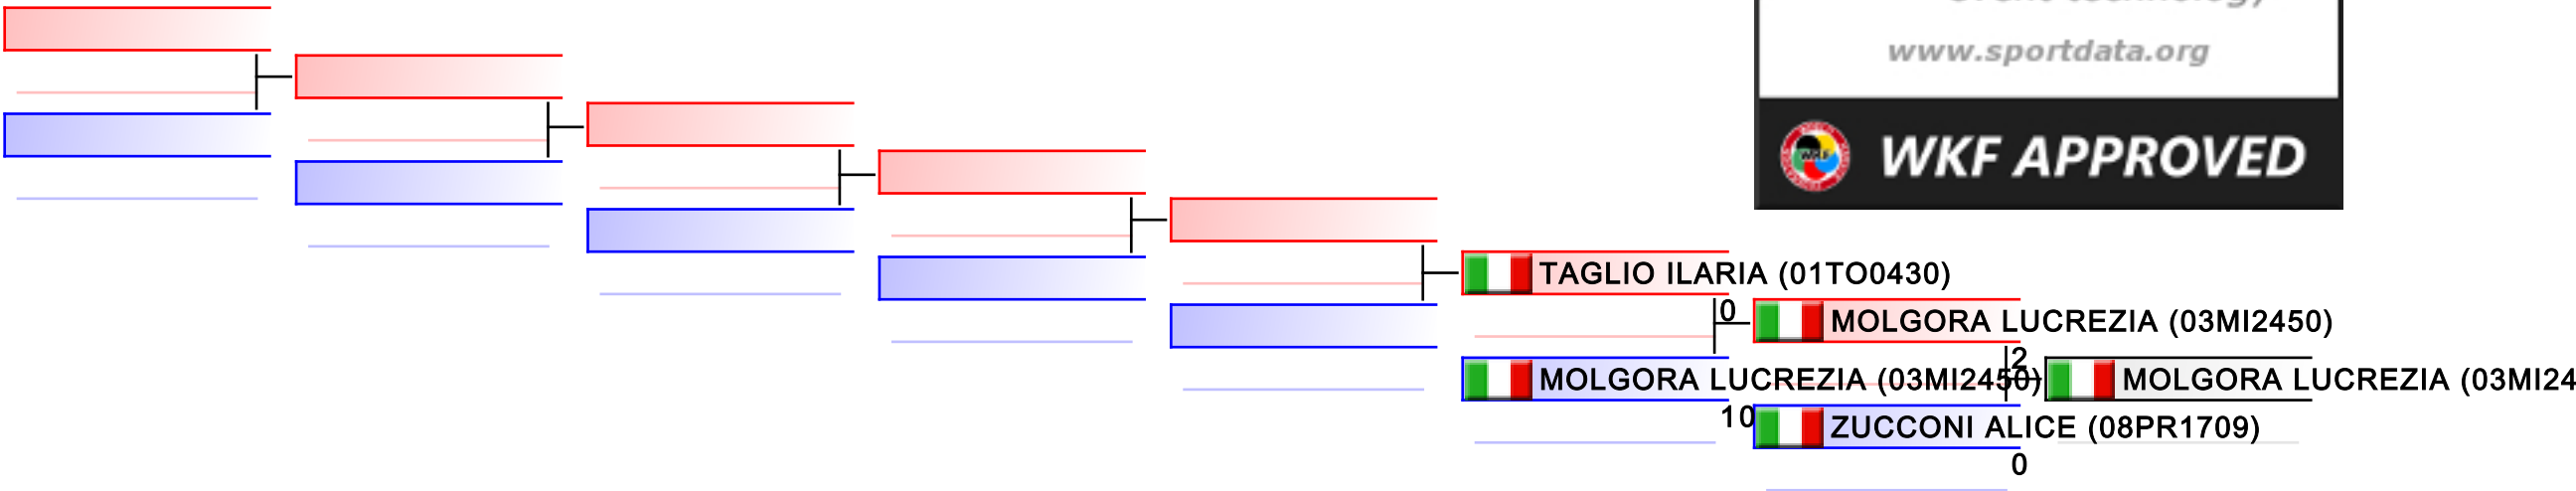 www.sportdata.org
WKF APPROVED
TAGLIO ILARIA (01TO0430)
0
MOLGORA LUCREZIA (03MI2450)
2
MOLGORA LUCREZIA (03MI2450)
MOLGORA LUCREZIA (03MI24
10
ZUCCONI ALICE (08PR1709)
0